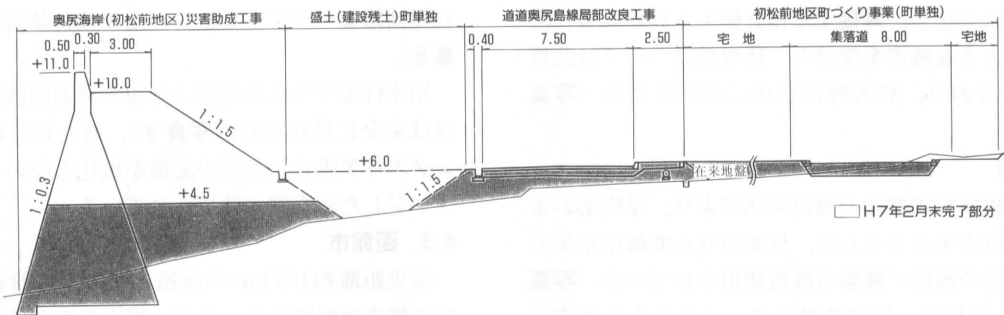 奥尻海岸(初松前地区)災害助成工事 盛土(建設残土)町単独 道道奥尻島線局部改良工事 初松前地区町づくり事業(町単独)
0.50 0.30 3.00 0.40 7.50 2.50 宅 地 集落道 8.00 宅地
+11.0
+10.0
1:1.5
+6.0
1:0.3
+4.5
1:1.5
在来地盤
H7年2月末完了部分
4.3 函館市